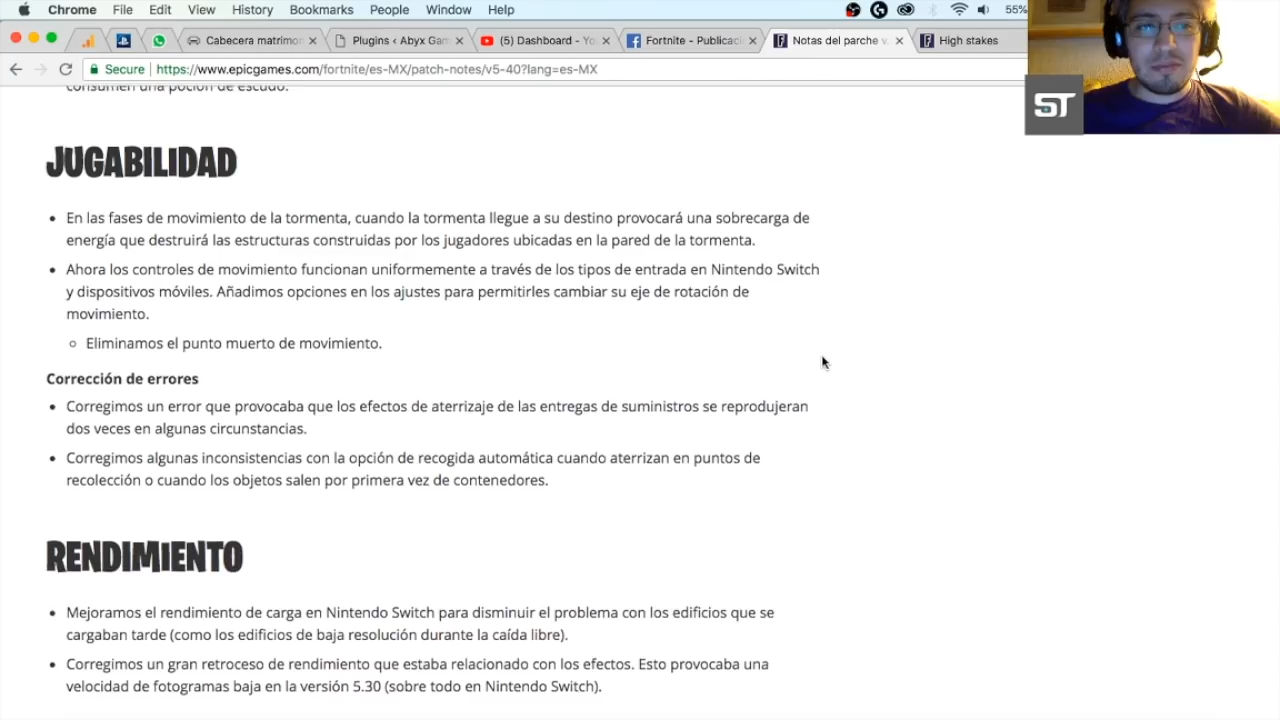 Chrome File Edit View History Bookmarks People Window Help 55%
Cabecera matrimon Plugins ‹ Abyx Gam (5) Dashboard - Yo Fortnite - Publicaci Notas del parche v. High stakes
Secure https://www.epicgames.com/fortnite/es-MX/patch-notes/v5-40?lang=es-MX
ST
consumen una poción de escudo.
JUGABILIDAD
• En las fases de movimiento de la tormenta, cuando la tormenta llegue a su destino provocará una sobrecarga de
energía que destruirá las estructuras construidas por los jugadores ubicadas en la pared de la tormenta.
• Ahora los controles de movimiento funcionan uniformemente a través de los tipos de entrada en Nintendo Switch
y dispositivos móviles. Añadimos opciones en los ajustes para permitirles cambiar su eje de rotación de
movimiento.
◦ Eliminamos el punto muerto de movimiento.
Corrección de errores
• Corregimos un error que provocaba que los efectos de aterrizaje de las entregas de suministros se reprodujeran
dos veces en algunas circunstancias.
• Corregimos algunas inconsistencias con la opción de recogida automática cuando aterrizan en puntos de
recolección o cuando los objetos salen por primera vez de contenedores.
RENDIMIENTO
• Mejoramos el rendimiento de carga en Nintendo Switch para disminuir el problema con los edificios que se
cargaban tarde (como los edificios de baja resolución durante la caída libre).
• Corregimos un gran retroceso de rendimiento que estaba relacionado con los efectos. Esto provocaba una
velocidad de fotogramas baja en la versión 5.30 (sobre todo en Nintendo Switch).